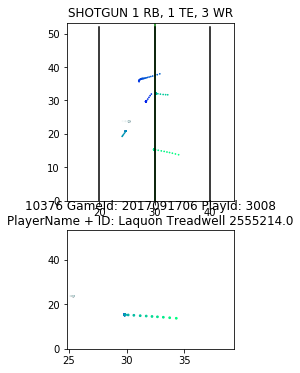 SHOTGUN 1 RB, 1 TE, 3 WR
50
40
30
20
10
0
20 30 40
10376 GameId: 2017091706 PlayId: 3008
PlayerName + ID: Laquon Treadwell 2555214.0
40
20
0
25 30 35